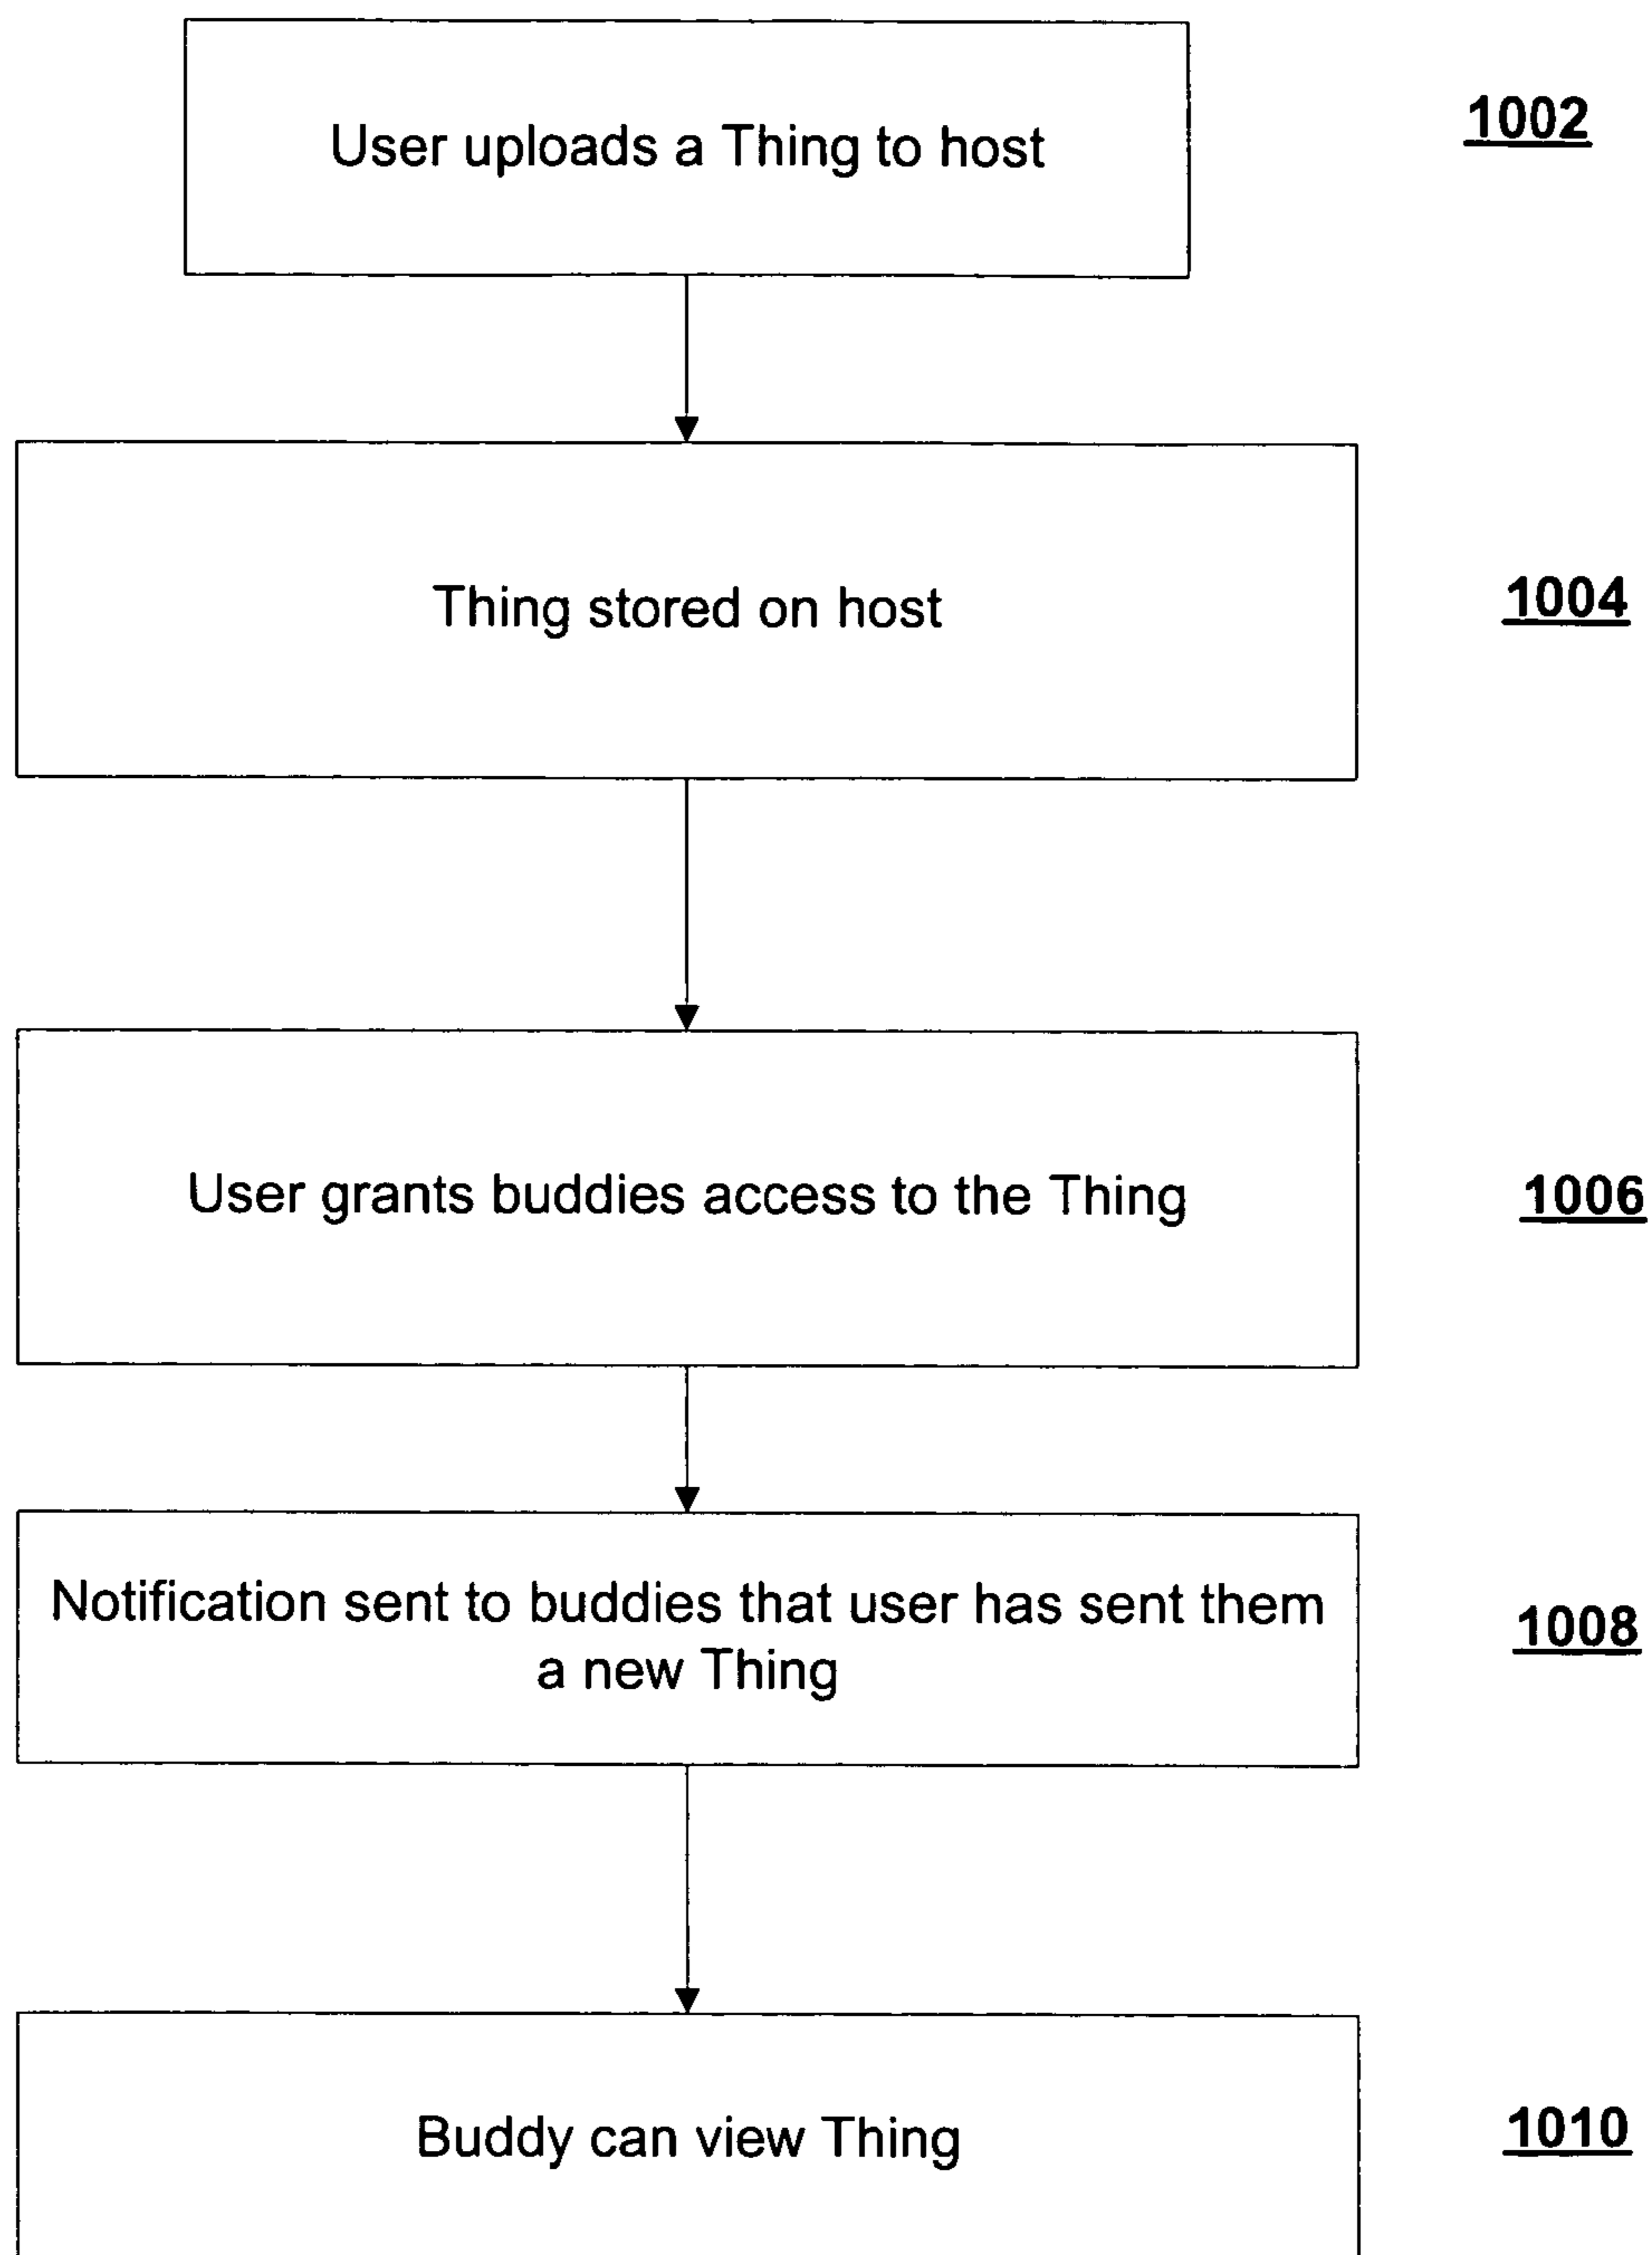 User uploads a Thing to host
1002
Thing stored on host
1004
User grants buddies access to the Thing
1006
Notification sent to buddies that user has sent them
a new Thing
1008
Buddy can view Thing
1010